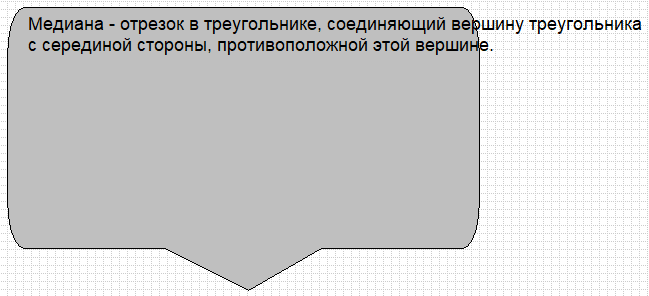 Медиана - отрезок в треугольнике, соединяющий вершину треугольника
с серединой стороны, противоположной этой вершине.